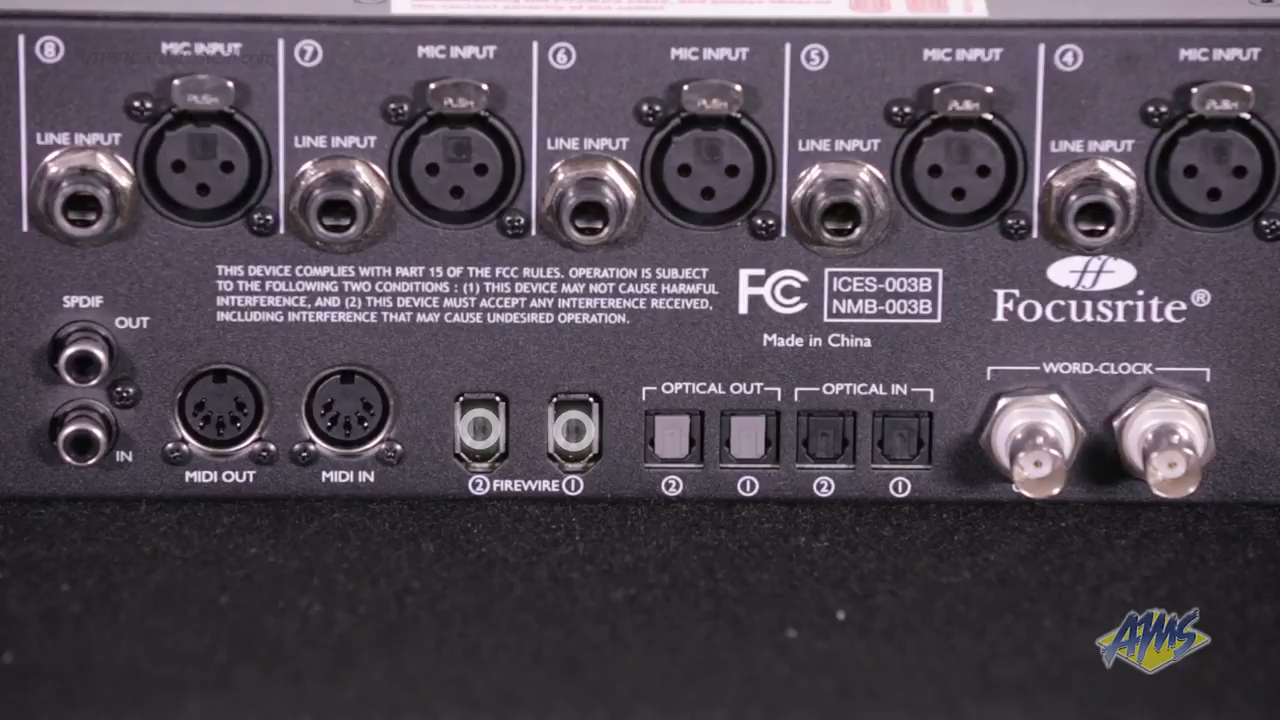 ⑧ MIC INPUT ⑦ MIC INPUT ⑥ MIC INPUT ⑤ MIC INPUT ④ MIC INPUT
PUSH PUSH PUSH PUSH PUSH
LINE INPUT LINE INPUT LINE INPUT LINE INPUT LINE INPUT
THIS DEVICE COMPLIES WITH PART 15 OF THE FCC RULES. OPERATION IS SUBJECT
TO THE FOLLOWING TWO CONDITIONS : (1) THIS DEVICE MAY NOT CAUSE HARMFUL
INTERFERENCE, AND (2) THIS DEVICE MUST ACCEPT ANY INTERFERENCE RECEIVED,
INCLUDING INTERFERENCE THAT MAY CAUSE UNDESIRED OPERATION.
FC
ICES-003B
NMB-003B
Made in China
ff
Focusrite®
SPDIF
OUT
IN
MIDI OUT
MIDI IN
② FIREWIRE ①
OPTICAL OUT
② ①
OPTICAL IN
② ①
WORD-CLOCK
AMS